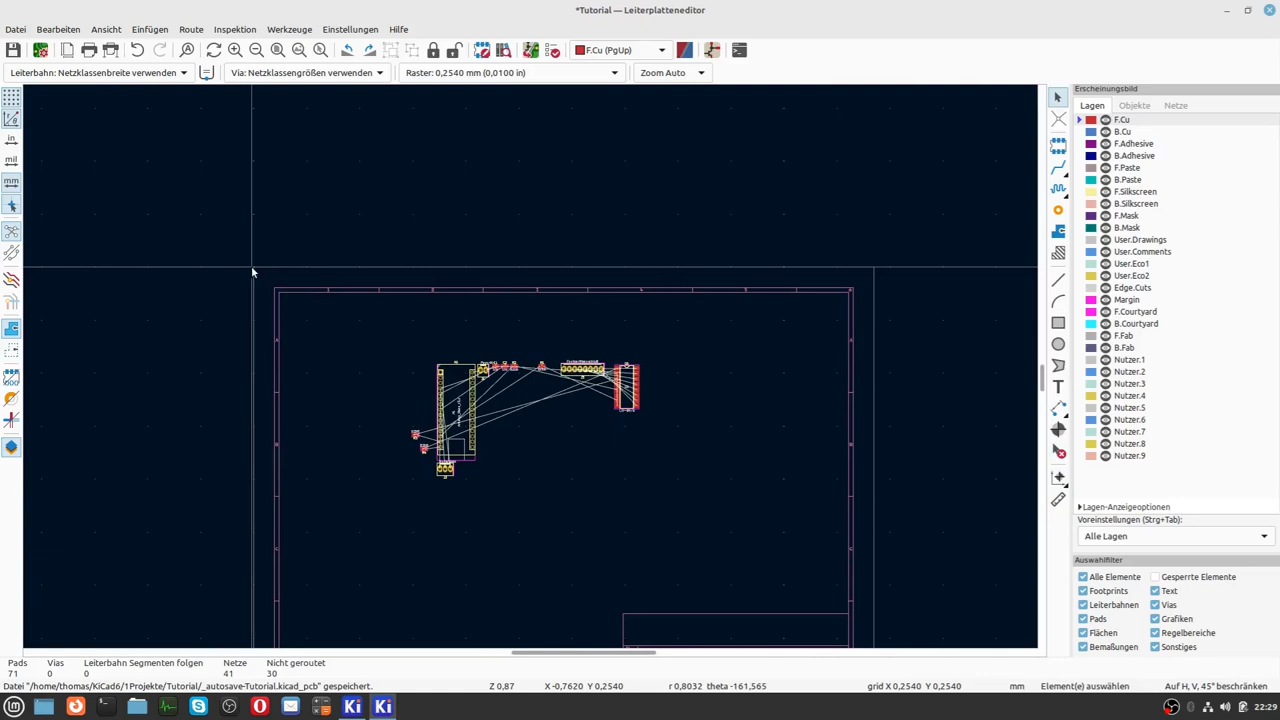 *Tutorial — Leiterplatteneditor
Datei Bearbeiten Ansicht Einfügen Route Inspektion Werkzeuge Einstellungen Hilfe
F.Cu (PgUp)
Leiterbahn: Netzklassenbreite verwenden Via: Netzklassengrößen verwenden Raster: 0,2540 mm (0,0100 in) Zoom Auto
in
mil
mm
Erscheinungsbild
Lagen Objekte Netze
F.Cu
B.Cu
F.Adhesive
B.Adhesive
F.Paste
B.Paste
F.Silkscreen
B.Silkscreen
F.Mask
B.Mask
User.Drawings
User.Comments
User.Eco1
User.Eco2
Edge.Cuts
Margin
F.Courtyard
B.Courtyard
F.Fab
B.Fab
Nutzer.1
Nutzer.2
Nutzer.3
Nutzer.4
Nutzer.5
Nutzer.6
Nutzer.7
Nutzer.8
Nutzer.9
Lagen-Anzeigeoptionen
Voreinstellungen (Strg+Tab):
Alle Lagen
Auswahlfilter
Alle Elemente Gesperrte Elemente
Footprints Text
Leiterbahnen Vias
Pads Grafiken
Flächen Regelbereiche
Bemaßungen Sonstiges
Pads Vias Leiterbahn Segmenten folgen Netze Nicht geroutet
71 0 0 41 30
Datei "/home/thomas/KiCad6/1Projekte/Tutorial/_autosave-Tutorial.kicad_pcb" gespeichert. Z 0,87 X -0,7620 Y 0,2540 r 0,8032 theta -161,565 grid X 0,2540 Y 0,2540 mm Element(e) auswählen Auf H, V, 45° beschränken
Ki Ki 22:29